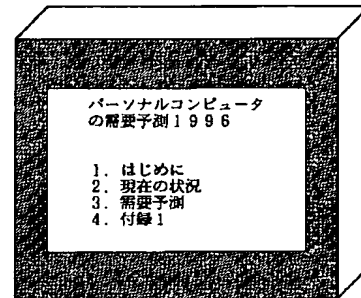 パーソナルコンピュータ
の需要予測1996
1. はじめに
2. 現在の状況
3. 需要予測
4. 付録1